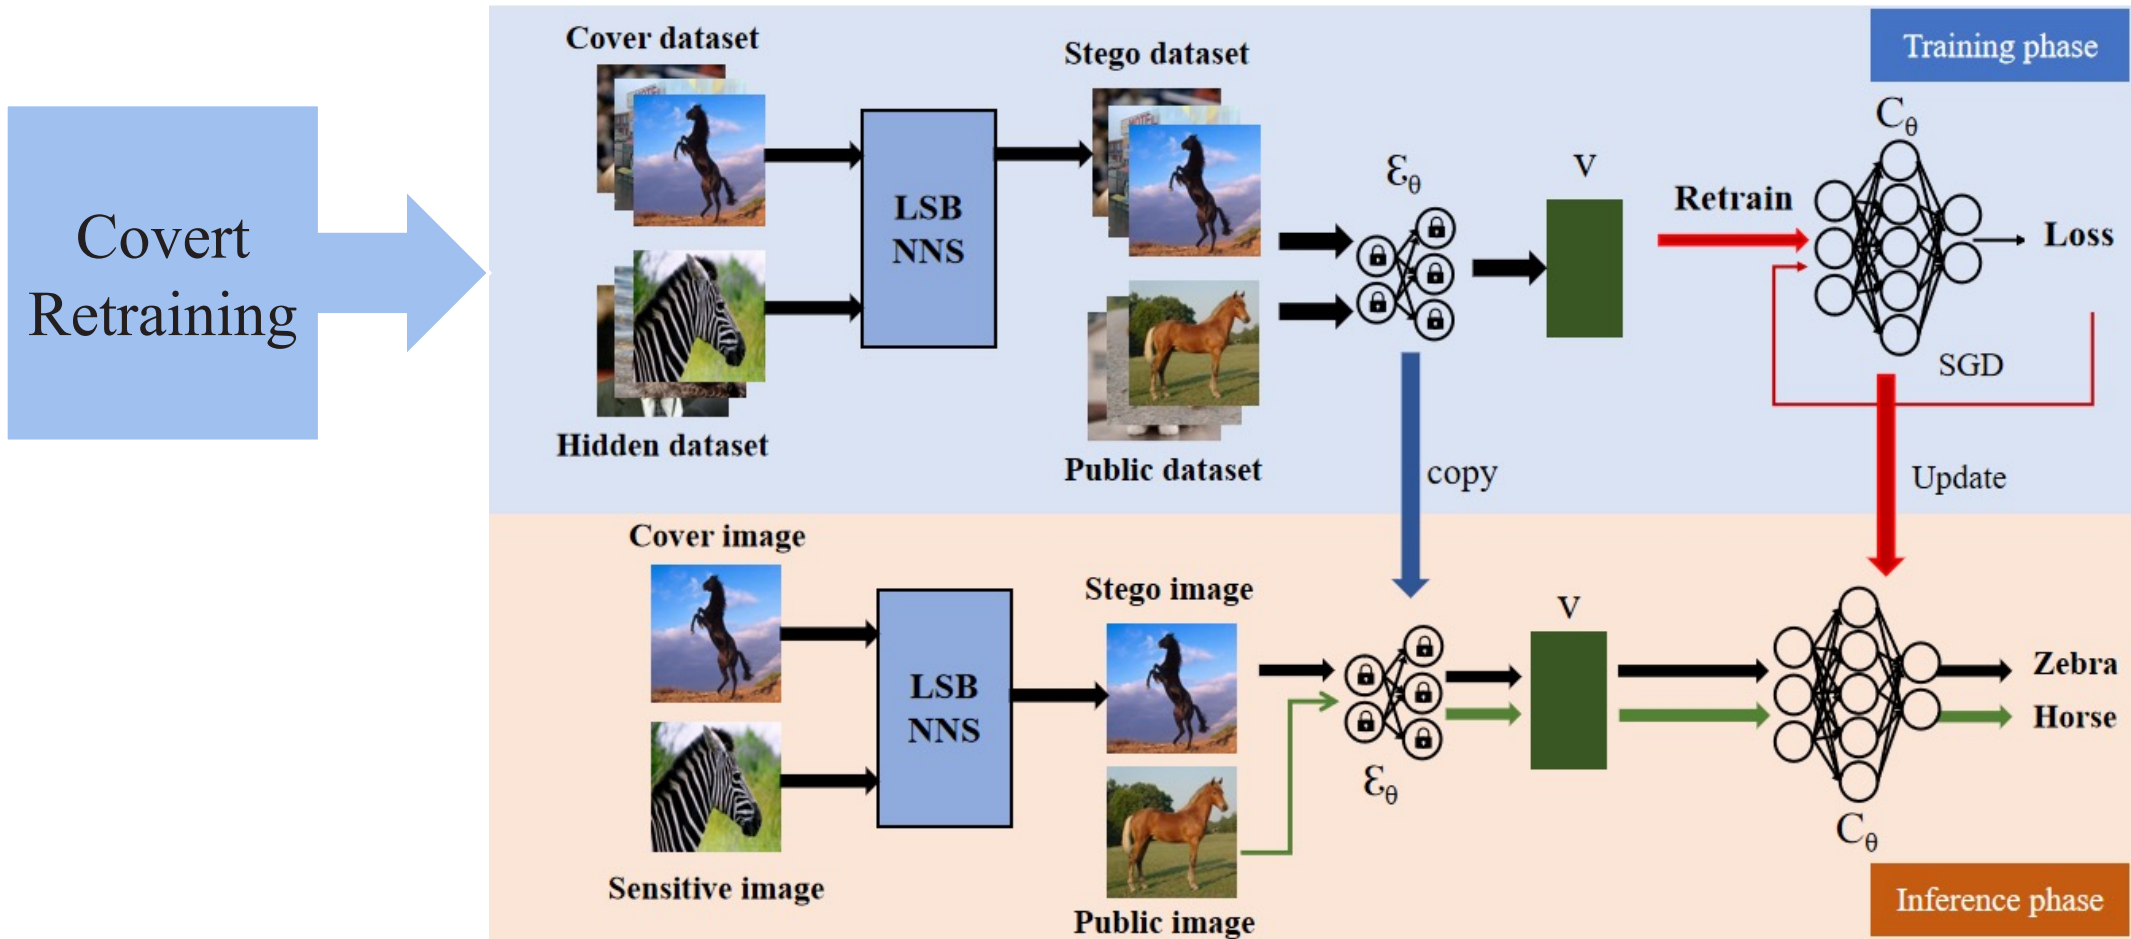 Covert
Retraining
Training phase
Cover dataset
Stego dataset
LSB
NNS
Hidden dataset
Public dataset
Ɛθ
V
Retrain
Cθ
Loss
SGD
copy
Update
Cover image
Stego image
LSB
NNS
Sensitive image
Public image
Ɛθ
V
Cθ
Zebra
Horse
Inference phase